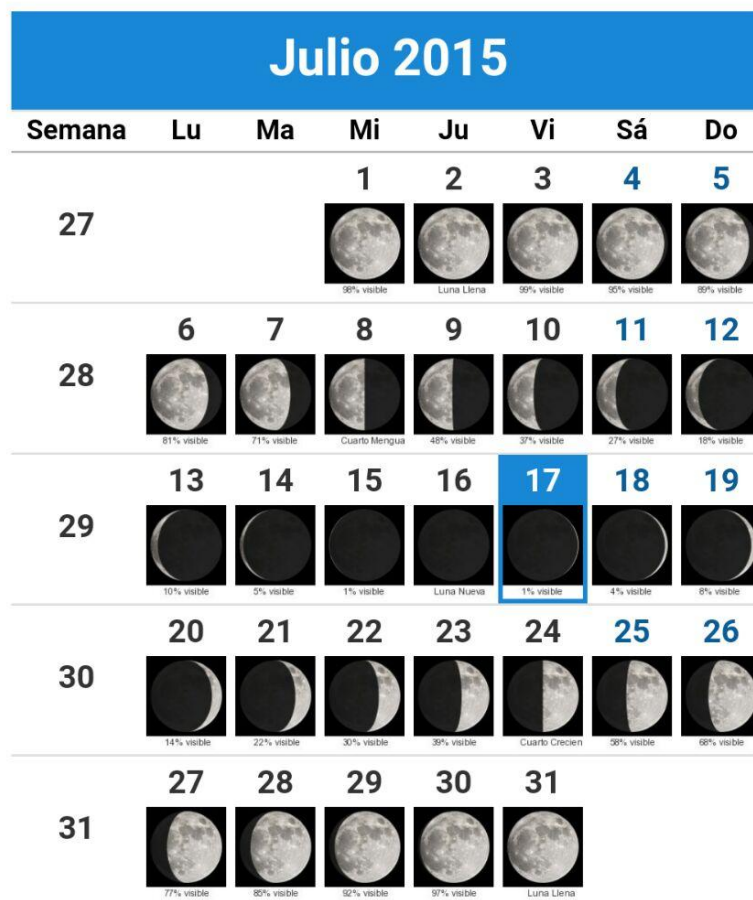 Julio 2015
Semana Lu Ma Mi Ju Vi Sá Do
1 2 3 4 5
27
98% visible Luna Llena 99% visible 95% visible 89% visible
6 7 8 9 10 11 12
28
81% visible 71% visible Cuarto Mengua 48% visible 37% visible 27% visible 18% visible
13 14 15 16 17 18 19
29
10% visible 5% visible 1% visible Luna Nueva 1% visible 4% visible 8% visible
20 21 22 23 24 25 26
30
14% visible 22% visible 30% visible 39% visible Cuarto Crecien 58% visible 68% visible
27 28 29 30 31
31
77% visible 85% visible 92% visible 97% visible Luna Llena